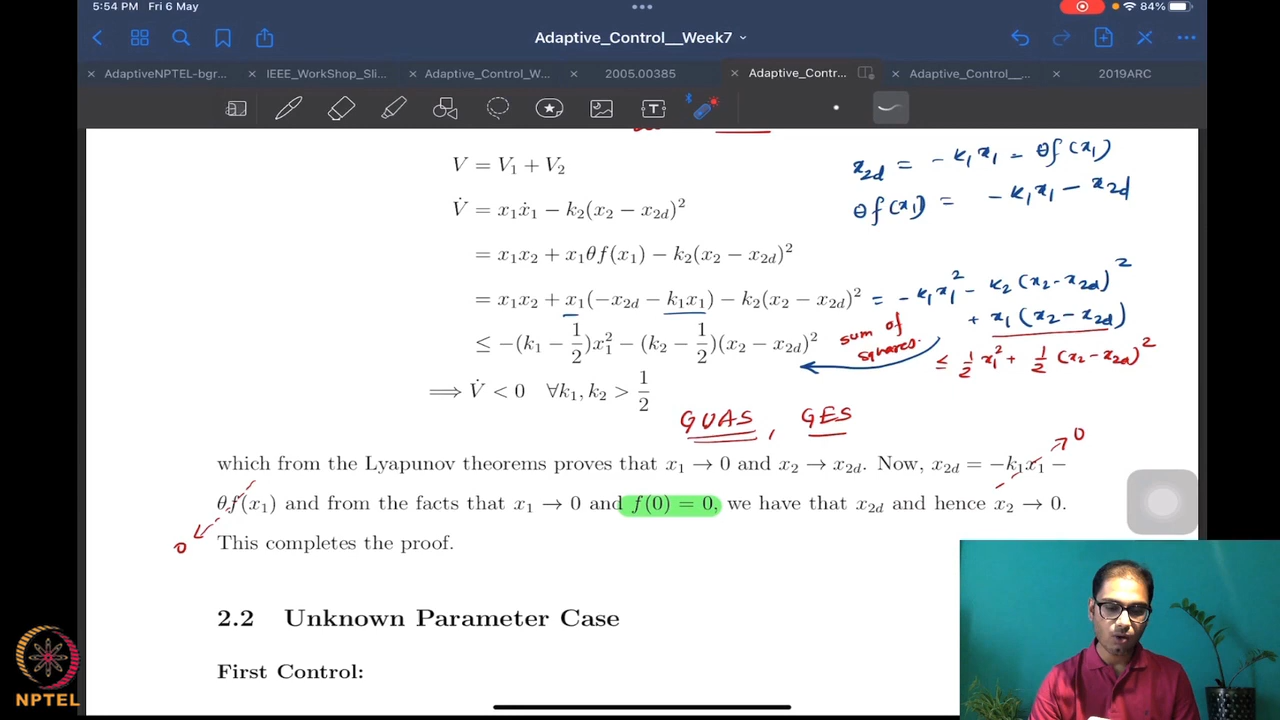 5:54 PM Fri 6 May
84%
Adaptive_Control__Week7
AdaptiveNPTEL-bgr...
IEEE_WorkShop_Sli...
Adaptive_Control_W...
2005.00385
Adaptive_Contr...
Adaptive_Control__...
2019ARC
V = V₁ + V₂
x₂d = −k₁x₁ − θf(x₁)
θf(x₁) = −k₁x₁ − x₂d
V̇ = x₁ẋ₁ − k₂(x₂ − x₂d)²
= x₁x₂ + x₁θf(x₁) − k₂(x₂ − x₂d)²
= x₁x₂ + x₁(−x₂d − k₁x₁) − k₂(x₂ − x₂d)² = −k₁x₁² − k₂(x₂−x₂d)²
+ x₁(x₂ − x₂d)
≤ −(k₁ − 1/2)x₁² − (k₂ − 1/2)(x₂ − x₂d)²
sum of
squares.
≤ 1/2 x₁² + 1/2 (x₂−x₂d)²
⟹ V̇ < 0 ∀k₁, k₂ > 1/2
GUAS, GES
0
which from the Lyapunov theorems proves that x₁ → 0 and x₂ → x₂d. Now, x₂d = −k₁x₁ −
θf(x₁) and from the facts that x₁ → 0 and f(0) = 0, we have that x₂d and hence x₂ → 0.
0
This completes the proof.
2.2 Unknown Parameter Case
First Control:
NPTEL